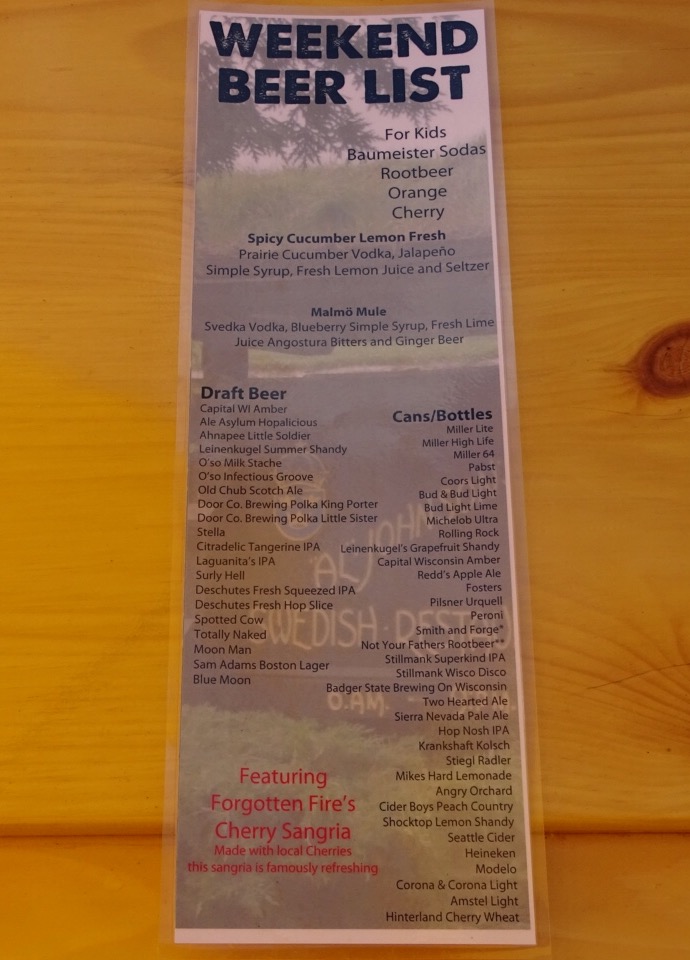 WEEKEND
BEER LIST
For Kids
Baumeister Sodas
Rootbeer
Orange
Cherry
Spicy Cucumber Lemon Fresh
Prairie Cucumber Vodka, Jalapeño
Simple Syrup, Fresh Lemon Juice and Seltzer
Malmö Mule
Svedka Vodka, Blueberry Simple Syrup, Fresh Lime
Juice Angostura Bitters and Ginger Beer
Draft Beer
Capital WI Amber
Ale Asylum Hopalicious
Ahnapee Little Soldier
Leinenkugel Summer Shandy
O'so Milk Stache
O'so Infectious Groove
Old Chub Scotch Ale
Door Co. Brewing Polka King Porter
Door Co. Brewing Polka Little Sister
Stella
Citradelic Tangerine IPA
Laguanita's IPA
Surly Hell
Deschutes Fresh Squeezed IPA
Deschutes Fresh Hop Slice
Spotted Cow
Totally Naked
Moon Man
Sam Adams Boston Lager
Blue Moon
Cans/Bottles
Miller Lite
Miller High Life
Miller 64
Pabst
Coors Light
Bud & Bud Light
Bud Light Lime
Michelob Ultra
Rolling Rock
Leinenkugel's Grapefruit Shandy
Capital Wisconsin Amber
Redd's Apple Ale
Fosters
Pilsner Urquell
Peroni
Smith and Forge*
Not Your Fathers Rootbeer**
Stillmank Superkind IPA
Stillmank Wisco Disco
Badger State Brewing On Wisconsin
Two Hearted Ale
Sierra Nevada Pale Ale
Hop Nosh IPA
Krankshaft Kolsch
Stiegl Radler
Mikes Hard Lemonade
Angry Orchard
Cider Boys Peach Country
Shocktop Lemon Shandy
Seattle Cider
Heineken
Modelo
Corona & Corona Light
Amstel Light
Hinterland Cherry Wheat
Featuring
Forgotten Fire's
Cherry Sangria
Made with local Cherries
this sangria is famously refreshing
AL JOHN
SWEDISH
6 A.M.